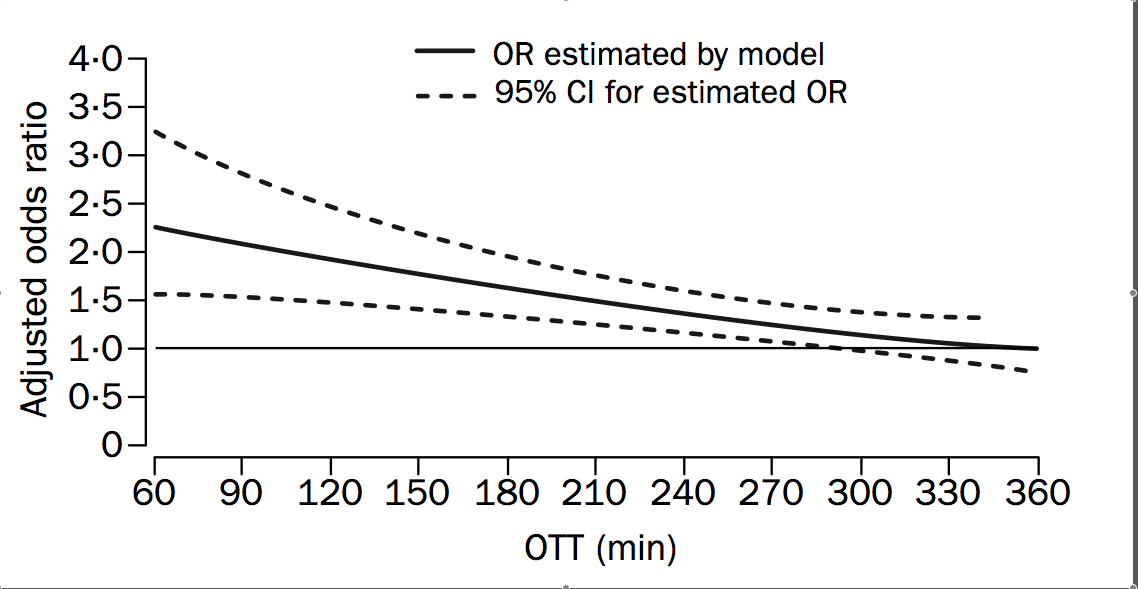 OR estimated by model
95% CI for estimated OR
Adjusted odds ratio
4·0
3·5
3·0
2·5
2·0
1·5
1·0
0·5
0
60 90 120 150 180 210 240 270 300 330 360
OTT (min)